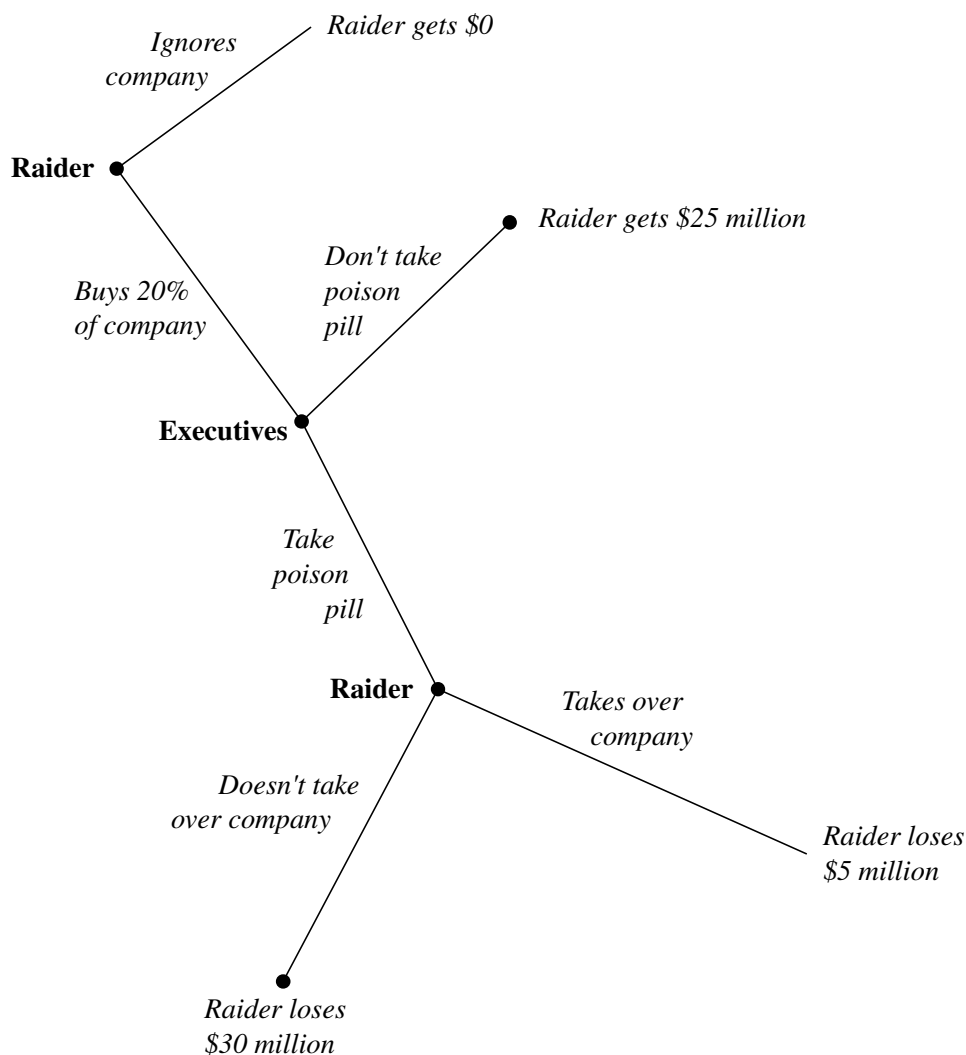 Raider gets $0
Ignores
company
Raider
Raider gets $25 million
Don't take
poison
pill
Buys 20%
of company
Executives
Take
poison
pill
Raider
Takes over
company
Doesn't take
over company
Raider loses
$5 million
Raider loses
$30 million